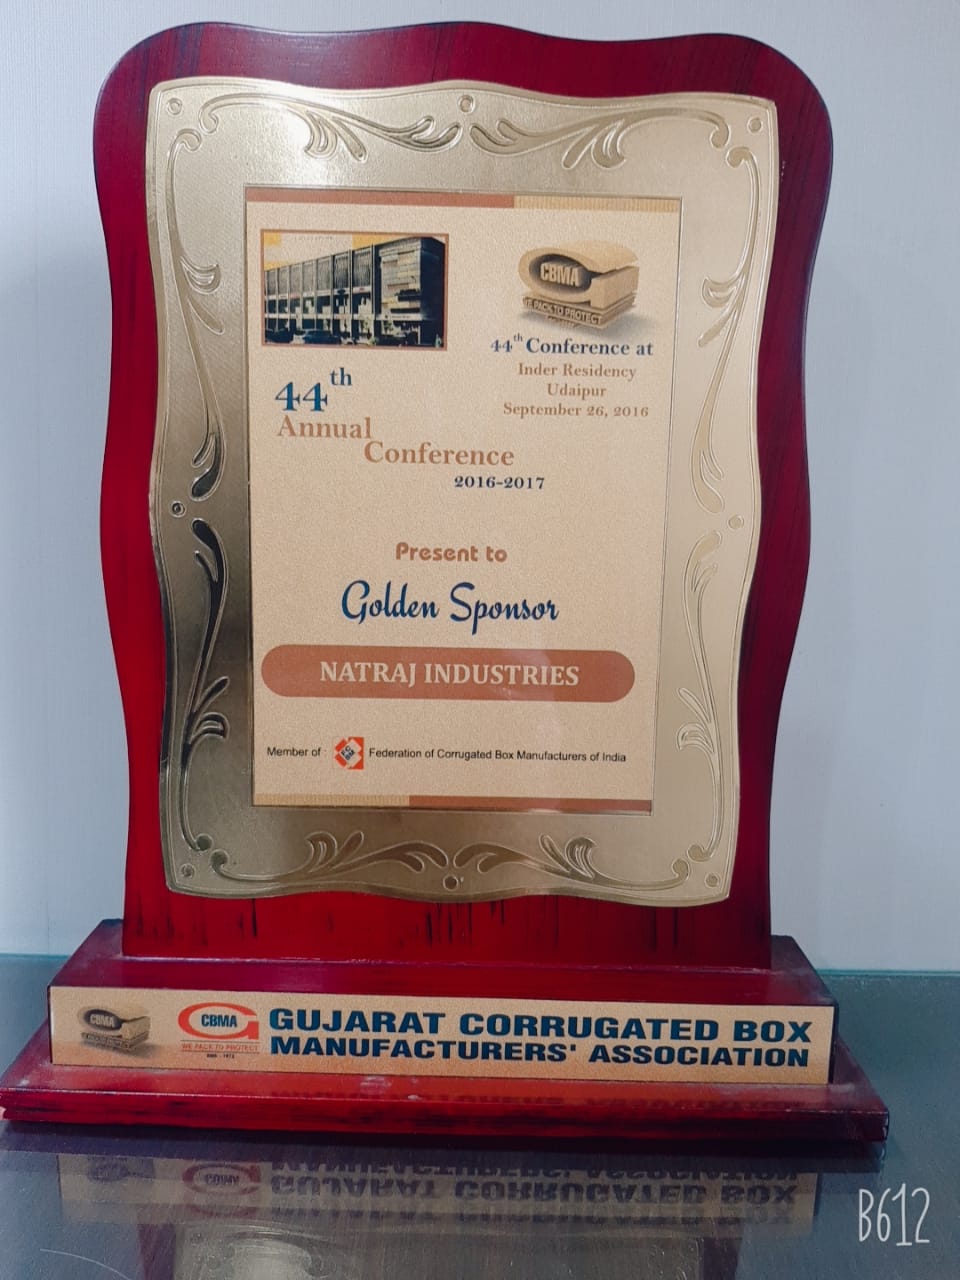 CBMA
WE PACK TO PROTECT
44th Conference at
Inder Residency
Udaipur
September 26, 2016
44th
Annual
Conference
2016-2017
Present to
Golden Sponsor
NATRAJ INDUSTRIES
Member of : Federation of Corrugated Box Manufacturers of India
CBMA
CBMA
WE PACK TO PROTECT
GUJARAT CORRUGATED BOX
MANUFACTURERS' ASSOCIATION
B612